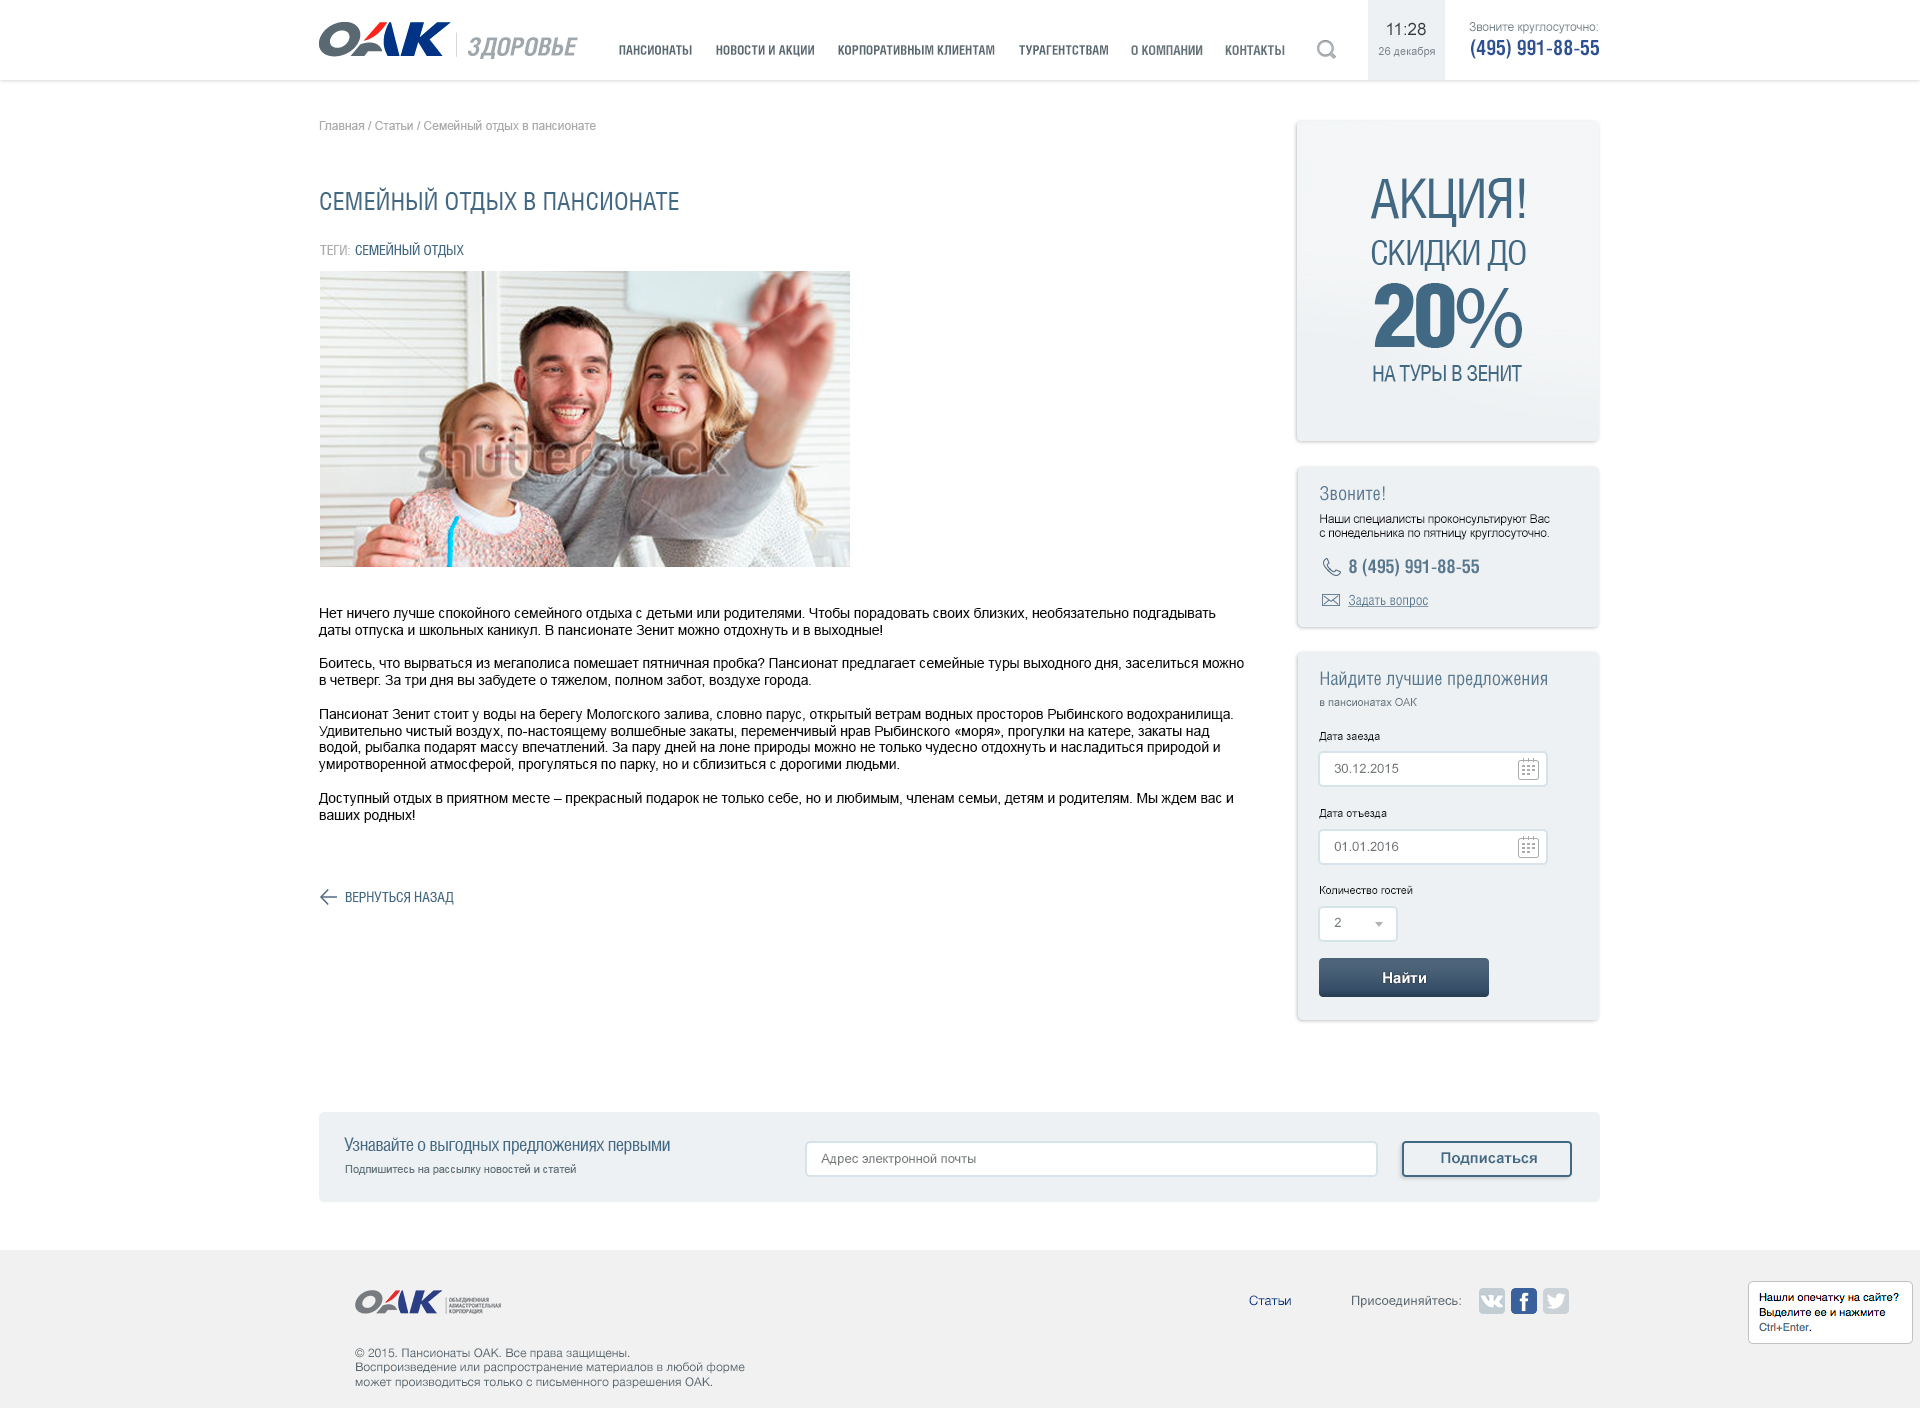 ОАК ЗДОРОВЬЕ
ПАНСИОНАТЫ НОВОСТИ И АКЦИИ КОРПОРАТИВНЫМ КЛИЕНТАМ ТУРАГЕНТСТВАМ О КОМПАНИИ КОНТАКТЫ
11:28
26 декабря
Звоните круглосуточно:
(495) 991-88-55
Главная / Статьи / Семейный отдых в пансионате
СЕМЕЙНЫЙ ОТДЫХ В ПАНСИОНАТЕ
ТЕГИ: СЕМЕЙНЫЙ ОТДЫХ
shutterstock
Нет ничего лучше спокойного семейного отдыха с детьми или родителями. Чтобы порадовать своих близких, необязательно подгадывать
даты отпуска и школьных каникул. В пансионате Зенит можно отдохнуть и в выходные!
Боитесь, что вырваться из мегаполиса помешает пятничная пробка? Пансионат предлагает семейные туры выходного дня, заселиться можно
в четверг. За три дня вы забудете о тяжелом, полном забот, воздухе города.
Пансионат Зенит стоит у воды на берегу Мологского залива, словно парус, открытый ветрам водных просторов Рыбинского водохранилища.
Удивительно чистый воздух, по-настоящему волшебные закаты, переменчивый нрав Рыбинского «моря», прогулки на катере, закаты над
водой, рыбалка подарят массу впечатлений. За пару дней на лоне природы можно не только чудесно отдохнуть и насладиться природой и
умиротворенной атмосферой, прогуляться по парку, но и сблизиться с дорогими людьми.
Доступный отдых в приятном месте – прекрасный подарок не только себе, но и любимым, членам семьи, детям и родителям. Мы ждем вас и
ваших родных!
ВЕРНУТЬСЯ НАЗАД
АКЦИЯ!
СКИДКИ ДО
20%
НА ТУРЫ В ЗЕНИТ
Звоните!
Наши специалисты проконсультируют Вас
с понедельника по пятницу круглосуточно.
8 (495) 991-88-55
Задать вопрос
Найдите лучшие предложения
в пансионатах ОАК
Дата заезда
30.12.2015
Дата отъезда
01.01.2016
Количество гостей
2
Найти
Узнавайте о выгодных предложениях первыми
Подпишитесь на рассылку новостей и статей
Адрес электронной почты
Подписаться
ОАК
ОБЪЕДИНЕННАЯ
АВИАСТРОИТЕЛЬНАЯ
КОРПОРАЦИЯ
Статьи
Присоединяйтесь:
© 2015. Пансионаты ОАК. Все права защищены.
Воспроизведение или распространение материалов в любой форме
может производиться только с письменного разрешения ОАК.
Нашли опечатку на сайте?
Выделите ее и нажмите
Ctrl+Enter.